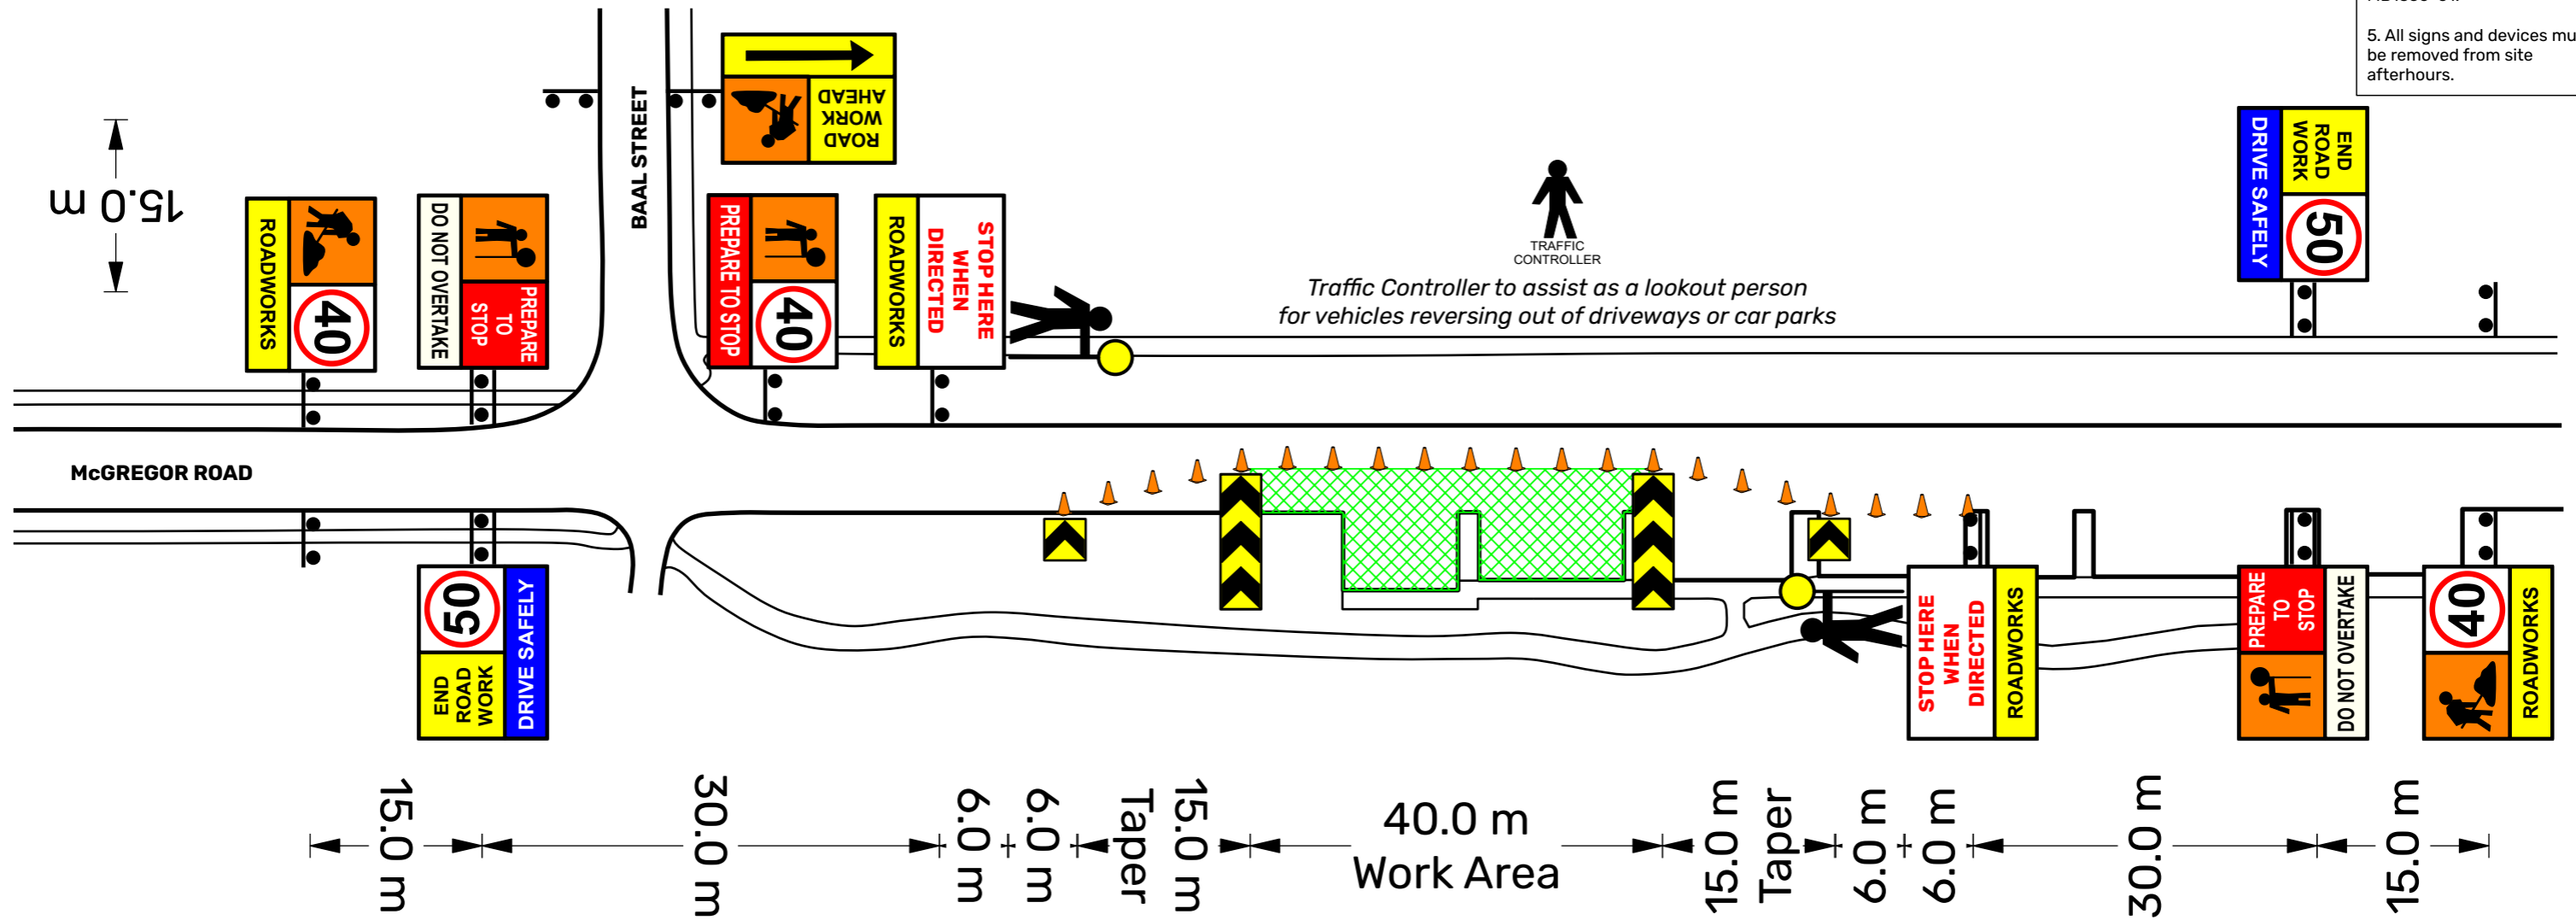 5. All signs and devices mu
be removed from site
afterhours.
ROAD
WORK
AHEAD
BAAL STREET
15.0 m
ROADWORKS
40
DO NOT OVERTAKE
PREPARE
TO
STOP
PREPARE TO STOP
40
ROADWORKS
STOP HERE
WHEN
DIRECTED
TRAFFIC
CONTROLLER
Traffic Controller to assist as a lookout person
for vehicles reversing out of driveways or car parks
DRIVE SAFELY
END
ROAD
WORK
50
McGREGOR ROAD
50
END
ROAD
WORK
DRIVE SAFELY
STOP HERE
WHEN
DIRECTED
ROADWORKS
PREPARE
TO
STOP
DO NOT OVERTAKE
40
ROADWORKS
15.0 m
30.0 m
6.0 m
6.0 m
Taper
15.0 m
40.0 m
Work Area
15.0 m
Taper
6.0 m
6.0 m
30.0 m
15.0 m